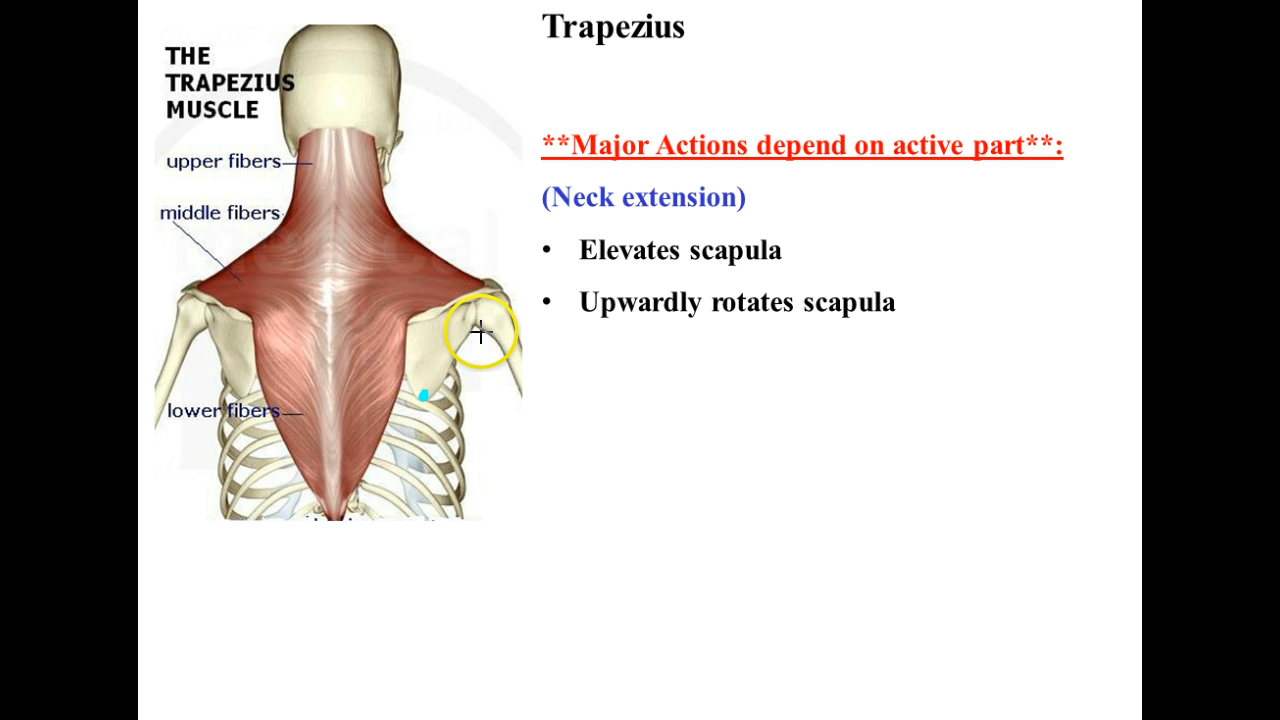 THE
TRAPEZIUS
MUSCLE
upper fibers
middle fibers
lower fibers
Trapezius
**Major Actions depend on active part**:
(Neck extension)
• Elevates scapula
• Upwardly rotates scapula